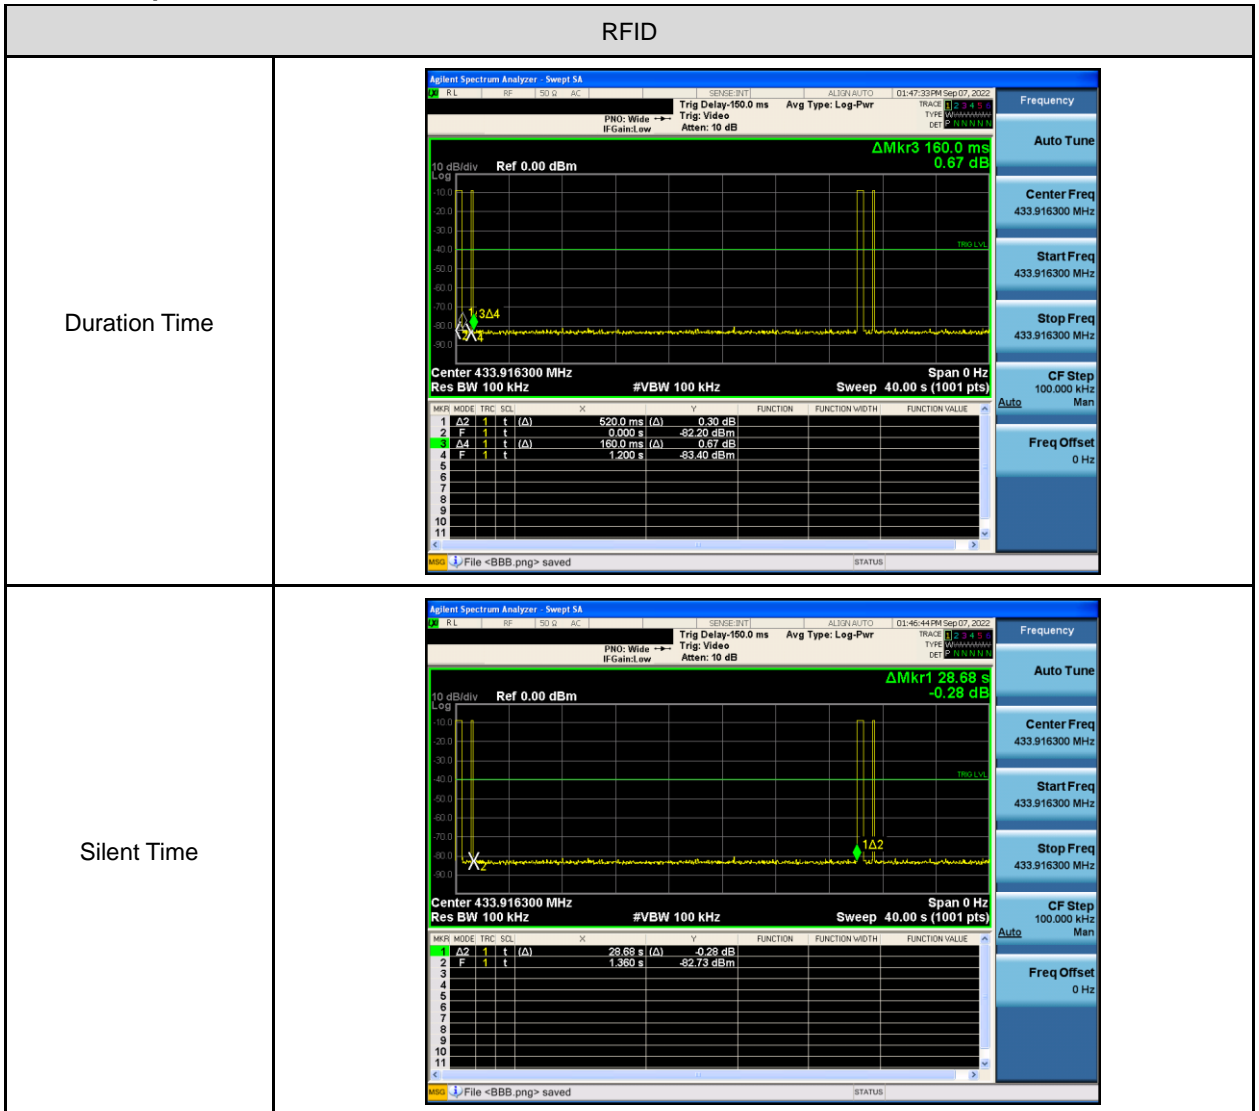 RFID
Duration Time
Agilent Spectrum Analyzer - Swept SA
RL RF 50 Ω AC SENSE:INT ALIGN AUTO 01:47:33 PM Sep 07, 2022
Trig Delay-150.0 ms Avg Type: Log-Pwr TRACE 1 2 3 4 5 6
PNO: Wide Trig: Video TYPE
IFGain:Low Atten: 10 dB DET P N N N N N
ΔMkr3 160.0 ms
0.67 dB
10 dB/div Ref 0.00 dBm
Log
-10.0
-20.0
-30.0
-40.0
TRIG LVL
-50.0
-60.0
-70.0
-80.0
-90.0
3Δ4
4
Center 433.916300 MHz Span 0 Hz
Res BW 100 kHz #VBW 100 kHz Sweep 40.00 s (1001 pts)
MKR MODE TRC SCL X Y FUNCTION FUNCTION WIDTH FUNCTION VALUE
1 Δ2 1 t (Δ) 520.0 ms (Δ) 0.30 dB
2 F 1 t 0.000 s -82.20 dBm
3 Δ4 1 t (Δ) 160.0 ms (Δ) 0.67 dB
4 F 1 t 1.200 s -83.40 dBm
5
6
7
8
9
10
11
MSG File <BBB.png> saved STATUS
Frequency
Auto Tune
Center Freq
433.916300 MHz
Start Freq
433.916300 MHz
Stop Freq
433.916300 MHz
CF Step
100.000 kHz
Auto Man
Freq Offset
0 Hz
Silent Time
Agilent Spectrum Analyzer - Swept SA
RL RF 50 Ω AC SENSE:INT ALIGN AUTO 01:46:44 PM Sep 07, 2022
Trig Delay-150.0 ms Avg Type: Log-Pwr TRACE 1 2 3 4 5 6
PNO: Wide Trig: Video TYPE
IFGain:Low Atten: 10 dB DET P N N N N N
ΔMkr1 28.68 s
-0.28 dB
10 dB/div Ref 0.00 dBm
Log
-10.0
-20.0
-30.0
-40.0
TRIG LVL
-50.0
-60.0
-70.0
-80.0
-90.0
1Δ2
2
Center 433.916300 MHz Span 0 Hz
Res BW 100 kHz #VBW 100 kHz Sweep 40.00 s (1001 pts)
MKR MODE TRC SCL X Y FUNCTION FUNCTION WIDTH FUNCTION VALUE
1 Δ2 1 t (Δ) 28.68 s (Δ) -0.28 dB
2 F 1 t 1.360 s -82.73 dBm
3
4
5
6
7
8
9
10
11
MSG File <BBB.png> saved STATUS
Frequency
Auto Tune
Center Freq
433.916300 MHz
Start Freq
433.916300 MHz
Stop Freq
433.916300 MHz
CF Step
100.000 kHz
Auto Man
Freq Offset
0 Hz